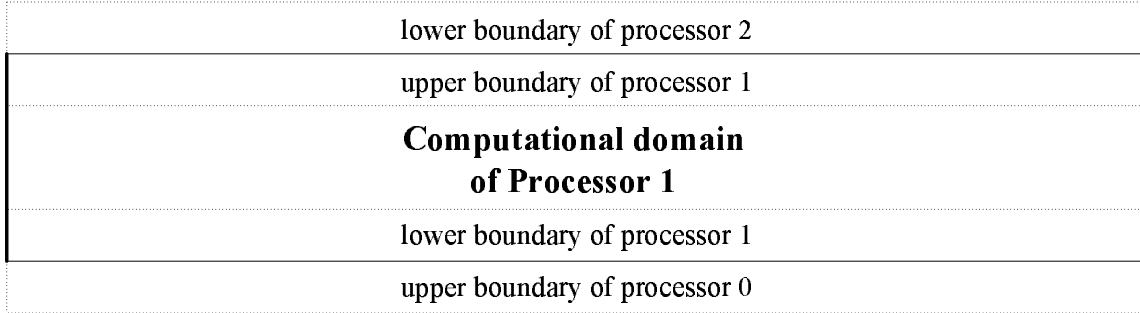 lower boundary of processor 2
upper boundary of processor 1
Computational domain
of Processor 1
lower boundary of processor 1
upper boundary of processor 0